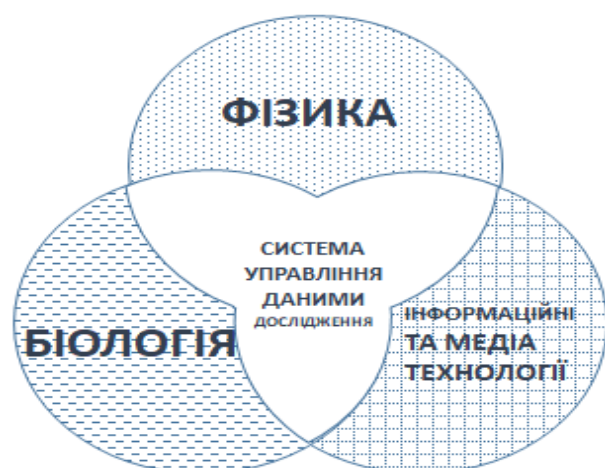 ФІЗИКА
СИСТЕМА
УПРАВЛІННЯ
ДАНИМИ
ДОСЛІДЖЕННЯ
БІОЛОГІЯ
ІНФОРМАЦІЙНІ
ТА МЕДІА
ТЕХНОЛОГІЇ